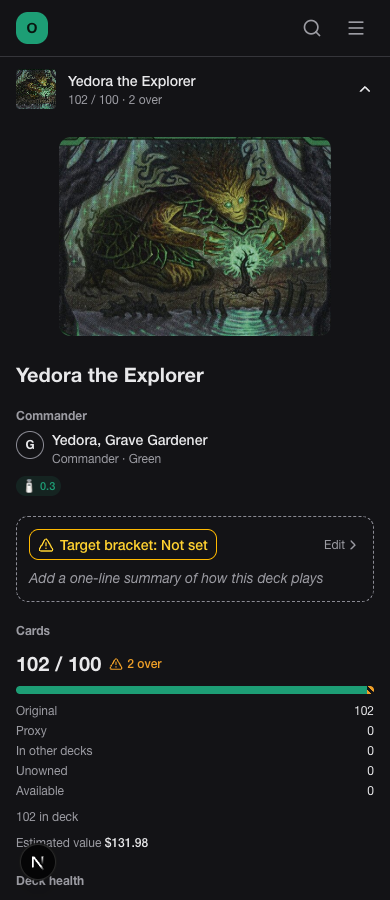 O
Yedora the Explorer
102 / 100 · 2 over
Yedora the Explorer
Commander
G
Yedora, Grave Gardener
Commander · Green
0.3
Target bracket: Not set
Edit
Add a one-line summary of how this deck plays
Cards
102 / 100 2 over
Original 102
Proxy 0
In other decks 0
Unowned 0
Available 0
102 in deck
Estimated value $131.98
N
Deck health